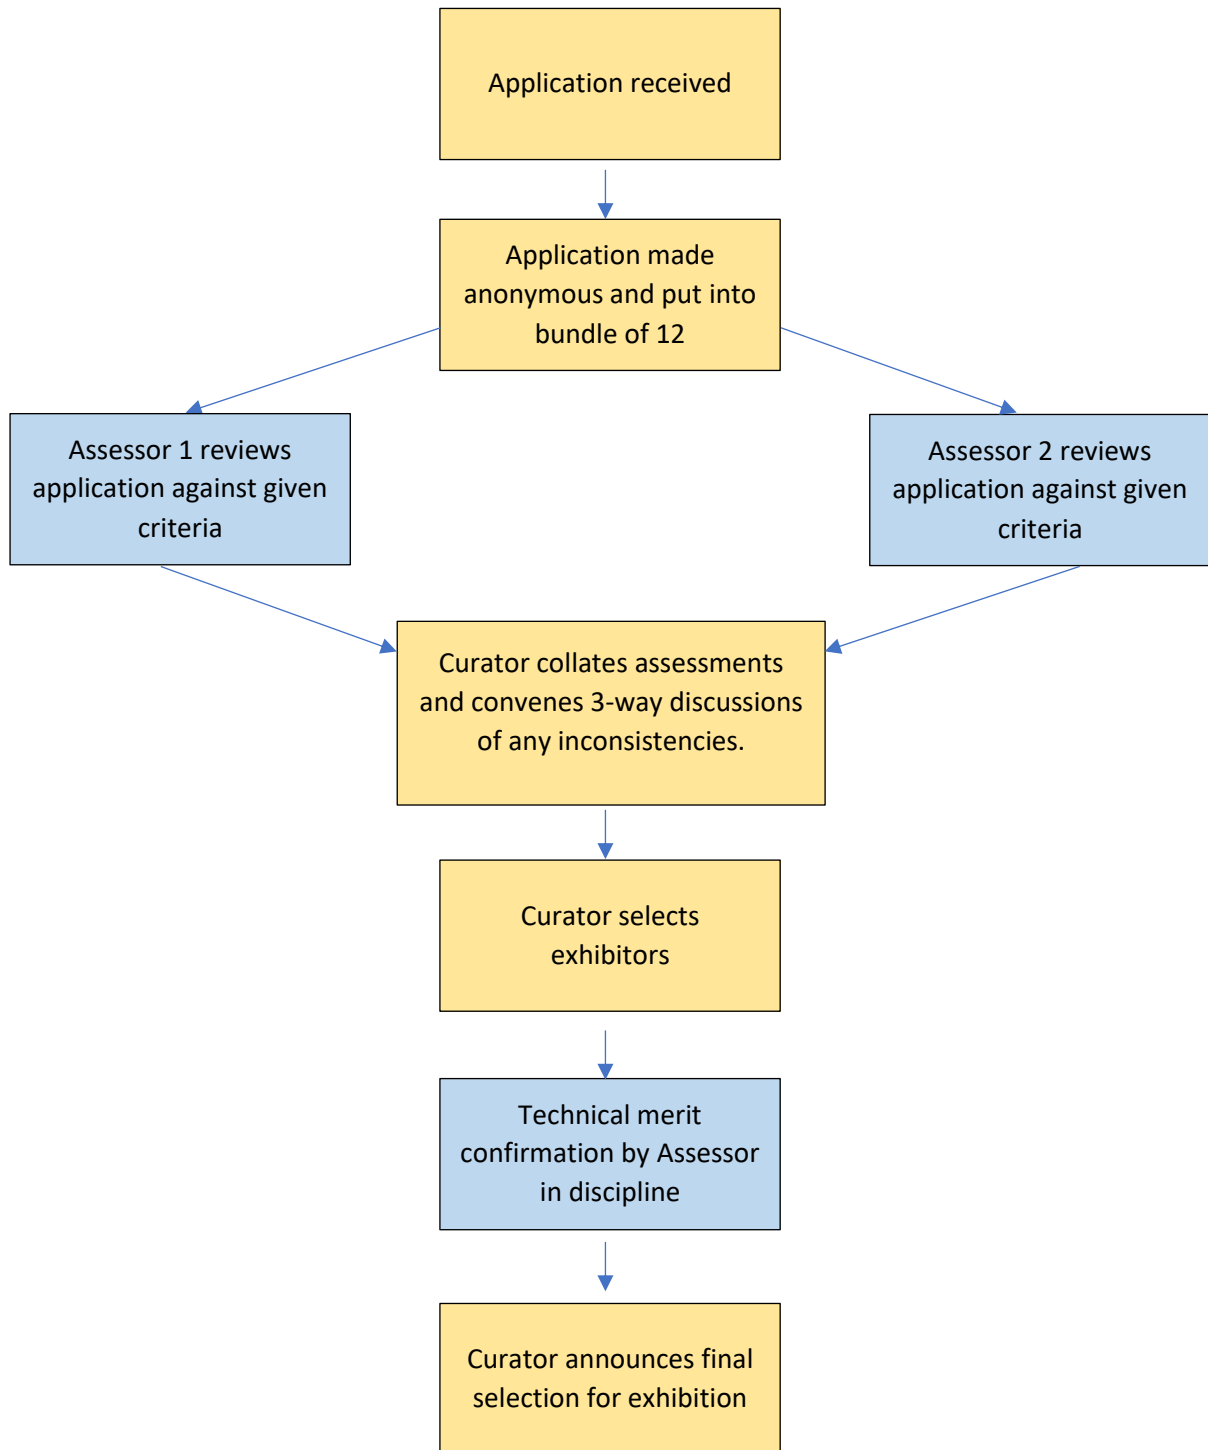 Application received
Application made
anonymous and put into
bundle of 12
Assessor 1 reviews
application against given
criteria
Assessor 2 reviews
application against given
criteria
Curator collates assessments
and convenes 3-way discussions
of any inconsistencies.
Curator selects
exhibitors
Technical merit
confirmation by Assessor
in discipline
Curator announces final
selection for exhibition